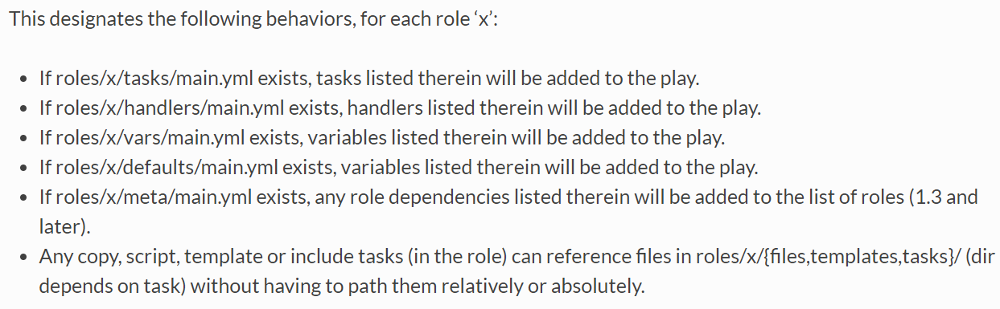 This designates the following behaviors, for each role ‘x’:
• If roles/x/tasks/main.yml exists, tasks listed therein will be added to the play.
• If roles/x/handlers/main.yml exists, handlers listed therein will be added to the play.
• If roles/x/vars/main.yml exists, variables listed therein will be added to the play.
• If roles/x/defaults/main.yml exists, variables listed therein will be added to the play.
• If roles/x/meta/main.yml exists, any role dependencies listed therein will be added to the list of roles (1.3 and
later).
• Any copy, script, template or include tasks (in the role) can reference files in roles/x/{files,templates,tasks}/ (dir
depends on task) without having to path them relatively or absolutely.